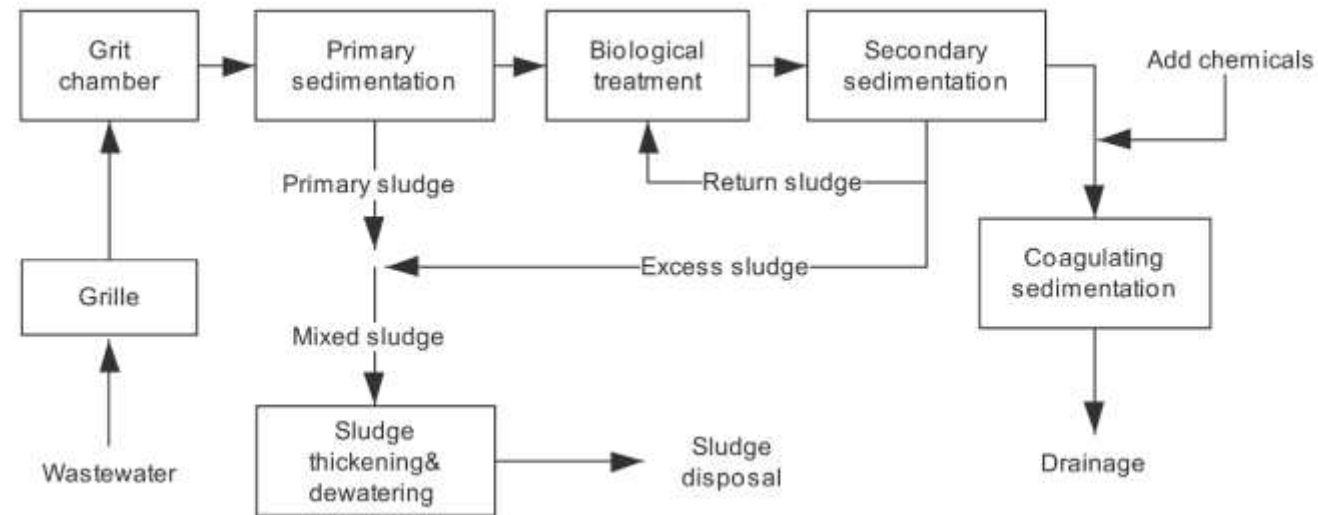 Grit
chamber
Primary
sedimentation
Biological
treatment
Secondary
sedimentation
Add chemicals
Primary sludge
Return sludge
Grille
Excess sludge
Coagulating
sedimentation
Mixed sludge
Wastewater
Sludge
thickening&
dewatering
Sludge
disposal
Drainage